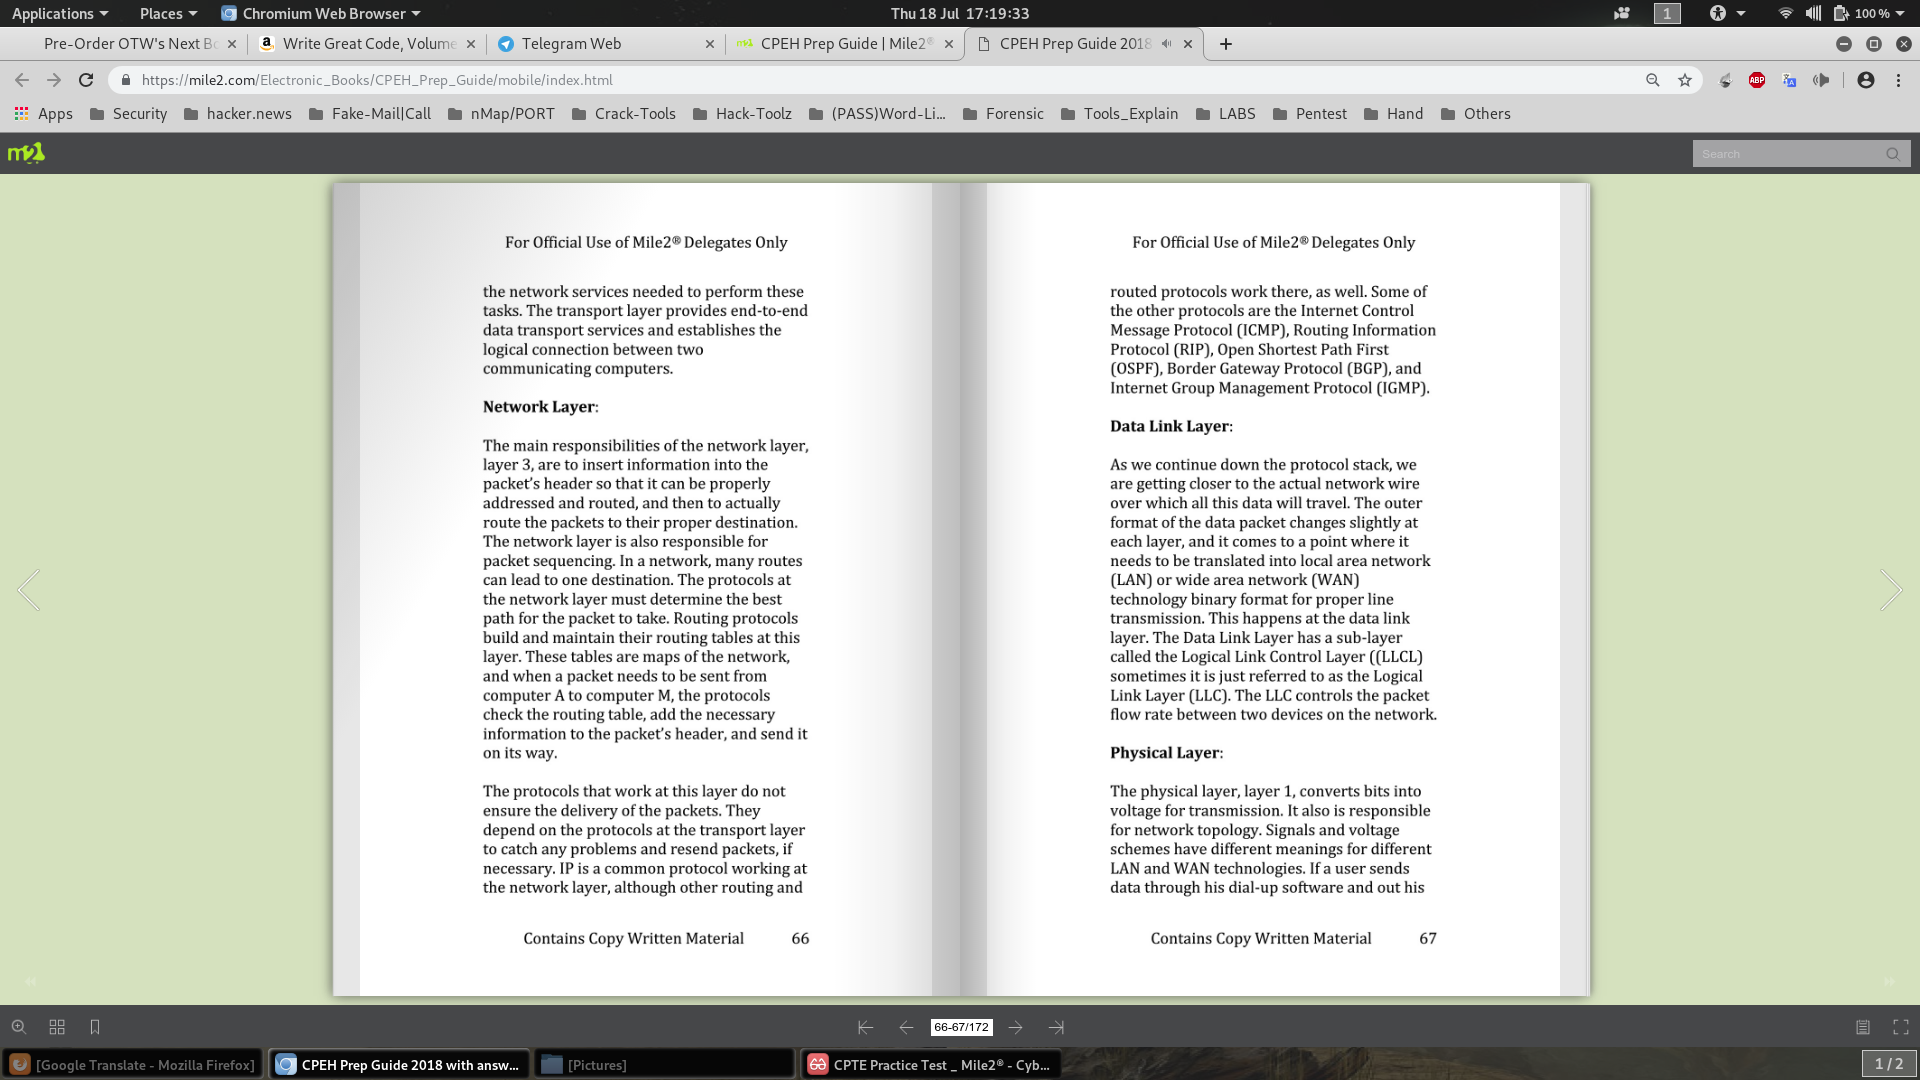 Applications
Places
Chromium Web Browser
Thu 18 Jul 17:19:33
1
100 %
Pre-Order OTW's Next Bo
Write Great Code, Volume
Telegram Web
CPEH Prep Guide | Mile2®
CPEH Prep Guide 2018
https://mile2.com/Electronic_Books/CPEH_Prep_Guide/mobile/index.html
ABP
Apps
Security
hacker.news
Fake-Mail|Call
nMap/PORT
Crack-Tools
Hack-Toolz
(PASS)Word-Li...
Forensic
Tools_Explain
LABS
Pentest
Hand
Others
m2
Search
For Official Use of Mile2® Delegates Only
the network services needed to perform these
tasks. The transport layer provides end-to-end
data transport services and establishes the
logical connection between two
communicating computers.
Network Layer:
The main responsibilities of the network layer,
layer 3, are to insert information into the
packet's header so that it can be properly
addressed and routed, and then to actually
route the packets to their proper destination.
The network layer is also responsible for
packet sequencing. In a network, many routes
can lead to one destination. The protocols at
the network layer must determine the best
path for the packet to take. Routing protocols
build and maintain their routing tables at this
layer. These tables are maps of the network,
and when a packet needs to be sent from
computer A to computer M, the protocols
check the routing table, add the necessary
information to the packet's header, and send it
on its way.
The protocols that work at this layer do not
ensure the delivery of the packets. They
depend on the protocols at the transport layer
to catch any problems and resend packets, if
necessary. IP is a common protocol working at
the network layer, although other routing and
Contains Copy Written Material 66
For Official Use of Mile2® Delegates Only
routed protocols work there, as well. Some of
the other protocols are the Internet Control
Message Protocol (ICMP), Routing Information
Protocol (RIP), Open Shortest Path First
(OSPF), Border Gateway Protocol (BGP), and
Internet Group Management Protocol (IGMP).
Data Link Layer:
As we continue down the protocol stack, we
are getting closer to the actual network wire
over which all this data will travel. The outer
format of the data packet changes slightly at
each layer, and it comes to a point where it
needs to be translated into local area network
(LAN) or wide area network (WAN)
technology binary format for proper line
transmission. This happens at the data link
layer. The Data Link Layer has a sub-layer
called the Logical Link Control Layer ((LLCL)
sometimes it is just referred to as the Logical
Link Layer (LLC). The LLC controls the packet
flow rate between two devices on the network.
Physical Layer:
The physical layer, layer 1, converts bits into
voltage for transmission. It also is responsible
for network topology. Signals and voltage
schemes have different meanings for different
LAN and WAN technologies. If a user sends
data through his dial-up software and out his
Contains Copy Written Material 67
66-67/172
[Google Translate - Mozilla Firefox]
CPEH Prep Guide 2018 with answ...
[Pictures]
CPTE Practice Test _ Mile2® - Cyb...
1 / 2